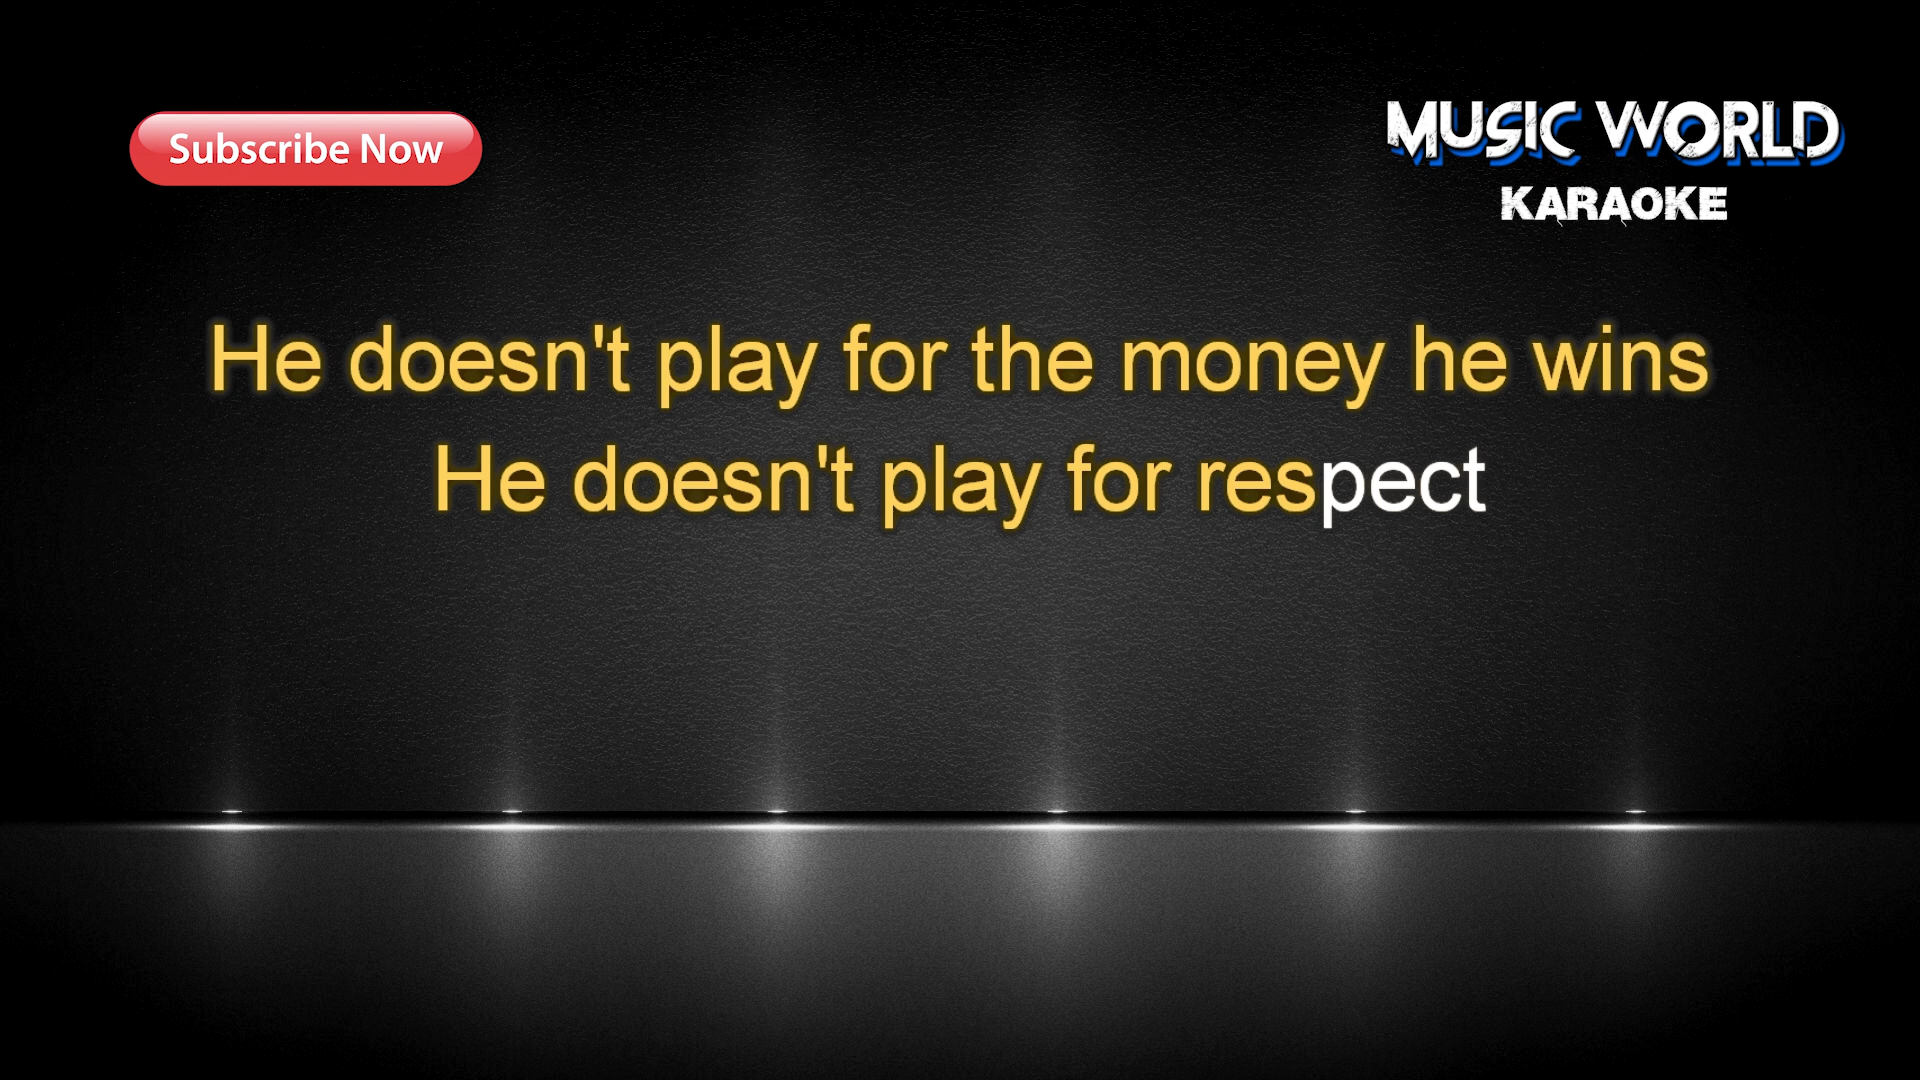 Subscribe Now
MUSIC WORLD
KARAOKE
He doesn't play for the money he wins
He doesn't play for respect